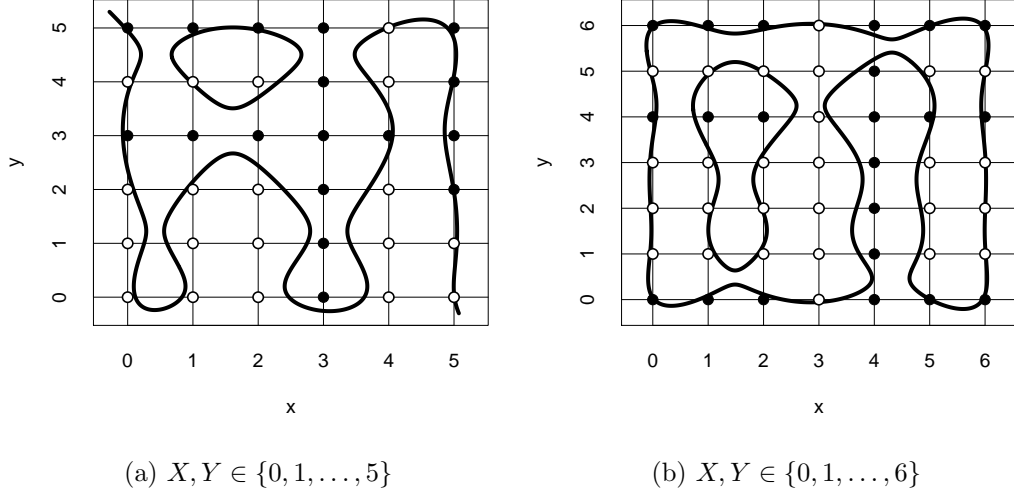 5
4
3
2
1
0
y
0 1 2 3 4 5
x
(a) X, Y ∈ {0, 1, . . . , 5}
6
5
4
3
2
1
0
y
0 1 2 3 4 5 6
x
(b) X, Y ∈ {0, 1, . . . , 6}